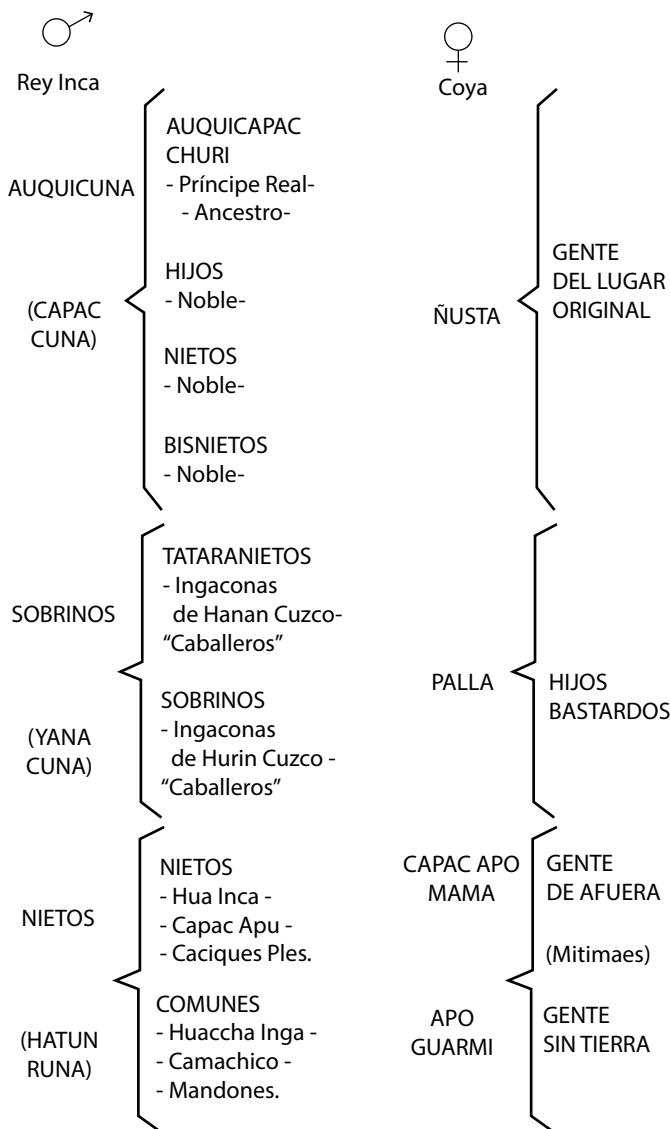 Rey Inca
AUQUICUNA
(CAPAC
CUNA)
AUQUICAPAC
CHURI
- Príncipe Real-
- Ancestro-
HIJOS
- Noble-
NIETOS
- Noble-
BISNIETOS
- Noble-
SOBRINOS
(YANA
CUNA)
TATARANIETOS
- Ingaconas
de Hanan Cuzco-
“Caballeros”
SOBRINOS
- Ingaconas
de Hurin Cuzco -
“Caballeros”
NIETOS
(HATUN
RUNA)
NIETOS
- Hua Inca -
- Capac Apu -
- Caciques Ples.
COMUNES
- Huaccha Inga -
- Camachico -
- Mandones.
Coya
ÑUSTA
GENTE
DEL LUGAR
ORIGINAL
PALLA
HIJOS
BASTARDOS
CAPAC APO
MAMA
GENTE
DE AFUERA
(Mitimaes)
APO
GUARMI
GENTE
SIN TIERRA